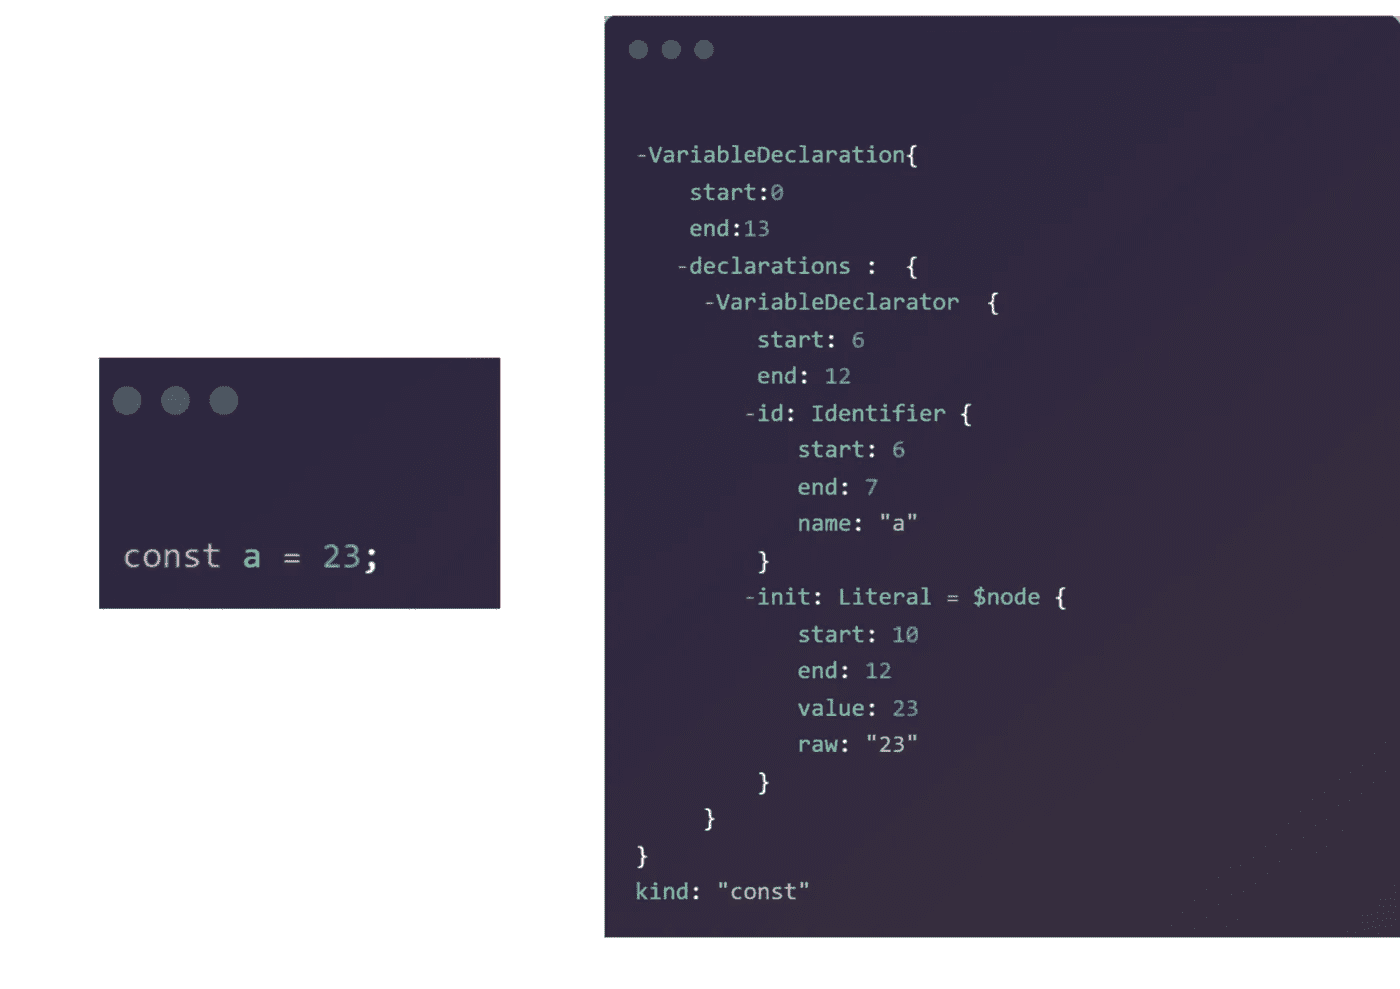 const a = 23;
-VariableDeclaration{
start:0
end:13
-declarations :  {
-VariableDeclarator  {
start: 6
end: 12
-id: Identifier {
start: 6
end: 7
name: "a"
}
-init: Literal = $node {
start: 10
end: 12
value: 23
raw: "23"
}
}
}
kind: "const"